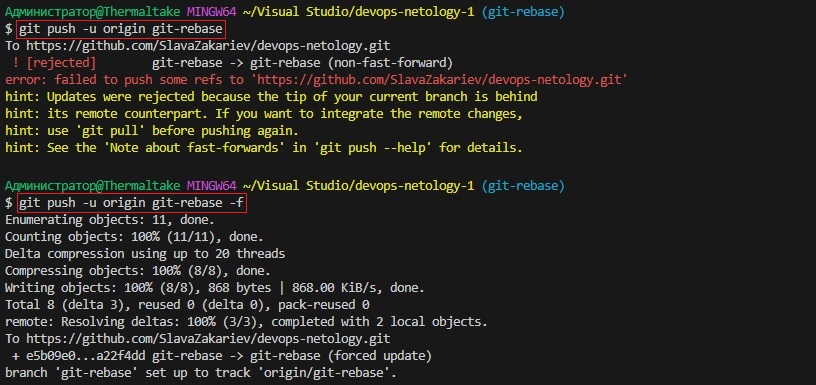 Администратор@Thermaltake MINGW64 ~/Visual Studio/devops-netology-1 (git-rebase)
$ git push -u origin git-rebase
To https://github.com/SlavaZakariev/devops-netology.git
 ! [rejected]        git-rebase -> git-rebase (non-fast-forward)
error: failed to push some refs to 'https://github.com/SlavaZakariev/devops-netology.git'
hint: Updates were rejected because the tip of your current branch is behind
hint: its remote counterpart. If you want to integrate the remote changes,
hint: use 'git pull' before pushing again.
hint: See the 'Note about fast-forwards' in 'git push --help' for details.
Администратор@Thermaltake MINGW64 ~/Visual Studio/devops-netology-1 (git-rebase)
$ git push -u origin git-rebase -f
Enumerating objects: 11, done.
Counting objects: 100% (11/11), done.
Delta compression using up to 20 threads
Compressing objects: 100% (8/8), done.
Writing objects: 100% (8/8), 868 bytes | 868.00 KiB/s, done.
Total 8 (delta 3), reused 0 (delta 0), pack-reused 0
remote: Resolving deltas: 100% (3/3), completed with 2 local objects.
To https://github.com/SlavaZakariev/devops-netology.git
 + e5b09e0...a22f4dd git-rebase -> git-rebase (forced update)
branch 'git-rebase' set up to track 'origin/git-rebase'.